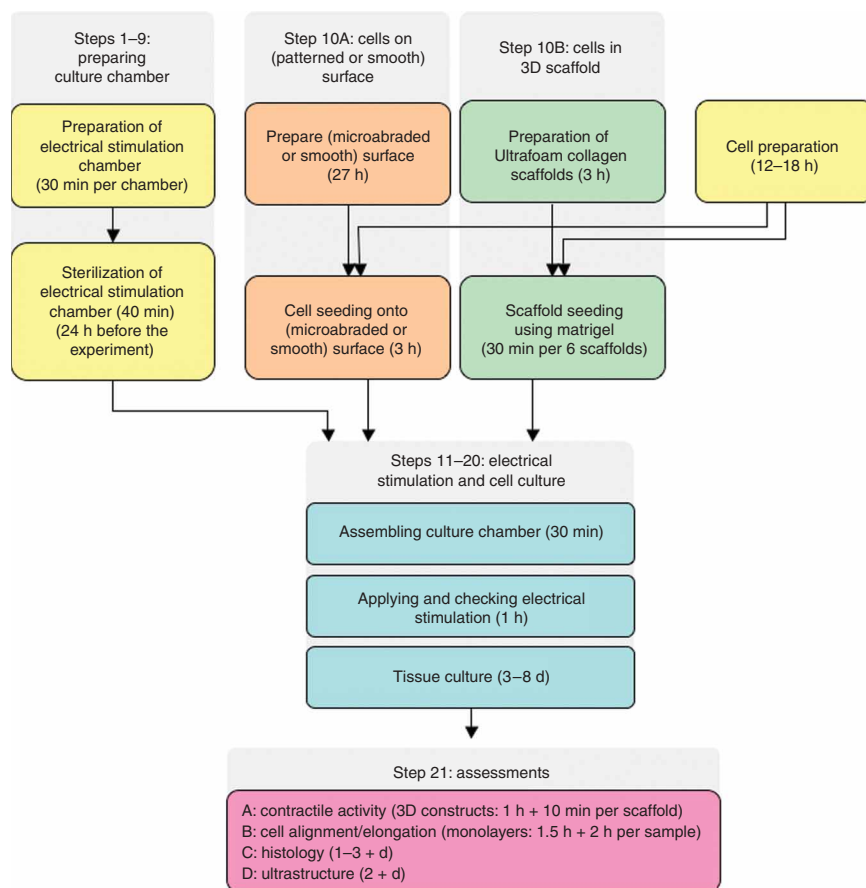 Steps 1–9:
preparing
culture chamber
Step 10A: cells on
(patterned or smooth)
surface
Step 10B: cells in
3D scaffold
Preparation of
electrical stimulation
chamber
(30 min per chamber)
Prepare (microabraded
or smooth) surface
(27 h)
Preparation of
Ultrafoam collagen
scaffolds (3 h)
Cell preparation
(12–18 h)
Sterilization of
electrical stimulation
chamber (40 min)
(24 h before the
experiment)
Cell seeding onto
(microabraded or
smooth) surface (3 h)
Scaffold seeding
using matrigel
(30 min per 6 scaffolds)
Steps 11–20: electrical
stimulation and cell culture
Assembling culture chamber (30 min)
Applying and checking electrical
stimulation (1 h)
Tissue culture (3–8 d)
Step 21: assessments
A: contractile activity (3D constructs: 1 h + 10 min per scaffold)
B: cell alignment/elongation (monolayers: 1.5 h + 2 h per sample)
C: histology (1–3 + d)
D: ultrastructure (2 + d)